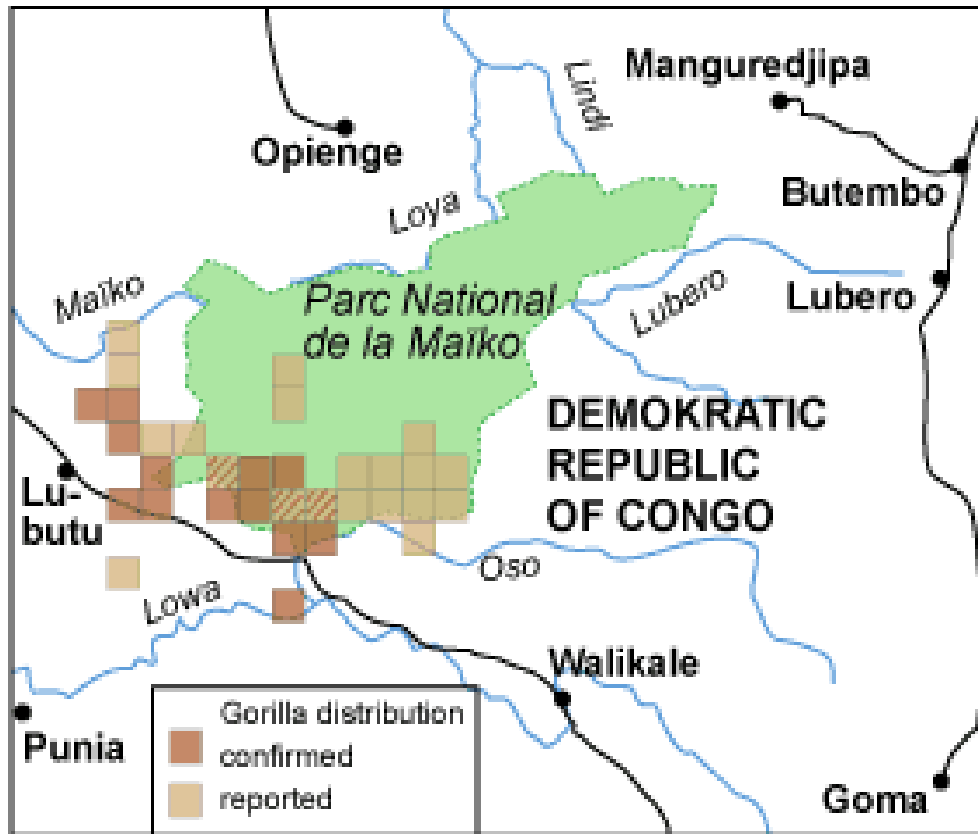 Manguredjipa
Lindi
Opienge
Butembo
Loya
Maïko
Parc National
de la Maïko
Lubero
Lubero
DEMOKRATIC
REPUBLIC
OF CONGO
Lu-
butu
Oso
Lowa
Walikale
Punia
Gorilla distribution
confirmed
reported
Goma